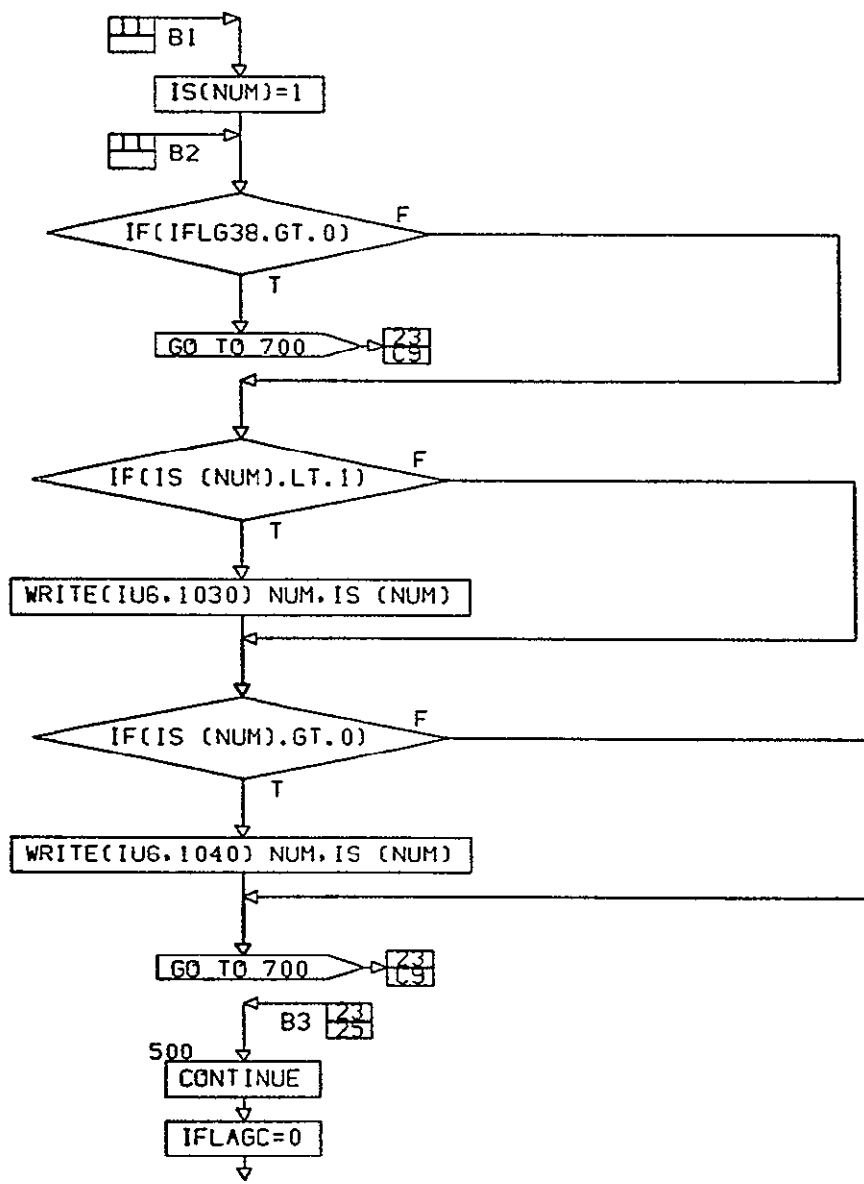 11
B1
IS(NUM)=1
11
B2
IF(IFLG38.GT.0)
F
T
GO TO 700
23
C9
IF(IS (NUM).LT.1)
F
T
WRITE(IU6,1030) NUM,IS (NUM)
IF(IS (NUM).GT.0)
F
T
WRITE(IU6,1040) NUM,IS (NUM)
GO TO 700
23
C9
B3
23
25
500
CONTINUE
IFLAGC=0